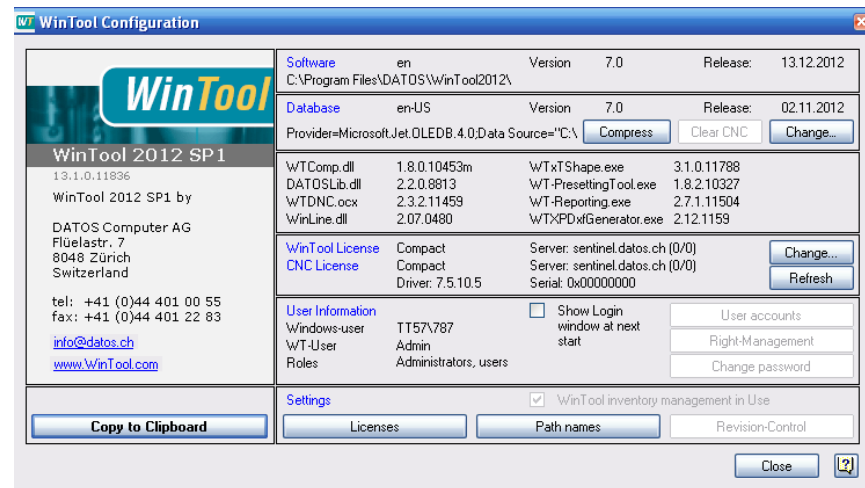 WT WinTool Configuration
WinTool
WinTool 2012 SP1
13.1.0.11836
WinTool 2012 SP1 by
DATOS Computer AG
Flüelastr. 7
8048 Zürich
Switzerland
tel: +41 (0)44 401 00 55
fax: +41 (0)44 401 22 83
info@datos.ch
www.WinTool.com
Copy to Clipboard
Software en Version 7.0 Release: 13.12.2012
C:\Program Files\DATOS\WinTool2012\
Database en-US Version 7.0 Release: 02.11.2012
Provider=Microsoft.Jet.OLEDB.4.0;Data Source="C:\ Compress Clear CNC Change...
WTComp.dll 1.8.0.10453m WTxTShape.exe 3.1.0.11788
DATOSLib.dll 2.2.0.8813 WT-PresettingTool.exe 1.8.2.10327
WTDNC.ocx 2.3.2.11459 WT-Reporting.exe 2.7.1.11504
WinLine.dll 2.07.0480 WTXPDxfGenerator.exe 2.12.1159
WinTool License Compact Server: sentinel.datos.ch (0/0) Change...
CNC License Compact Server: sentinel.datos.ch (0/0)
Driver: 7.5.10.5 Serial: 0x00000000 Refresh
User Information Show Login window at next start User accounts
Windows-user TT57\787
WT-User Admin Right-Management
Roles Administrators, users Change password
Settings WinTool inventory management in Use
Licenses Path names Revision-Control
Close ?